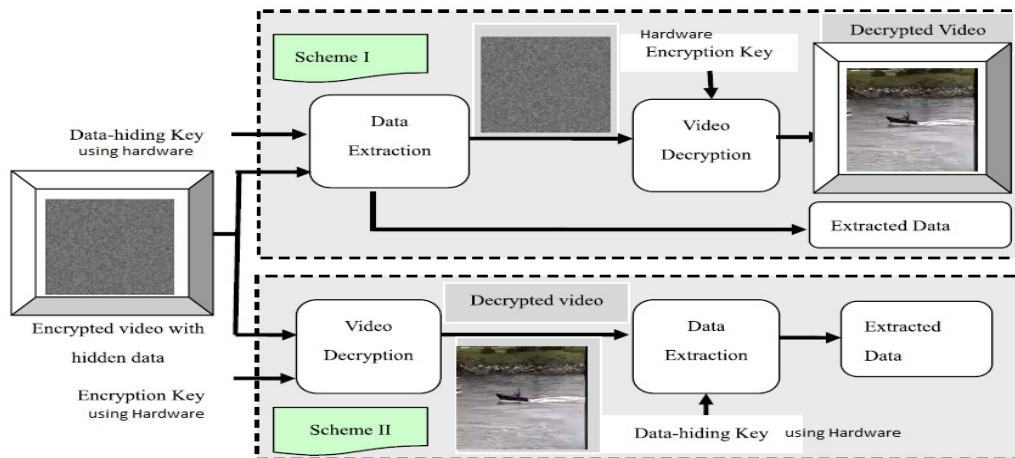 Scheme I
Hardware
Encryption Key
Decrypted Video
Data
Extraction
Video
Decryption
Data-hiding Key
using hardware
Extracted Data
Encrypted video with
hidden data
Encryption Key
using Hardware
Video
Decryption
Decrypted video
Data
Extraction
Extracted
Data
Scheme II
Data-hiding Key using Hardware